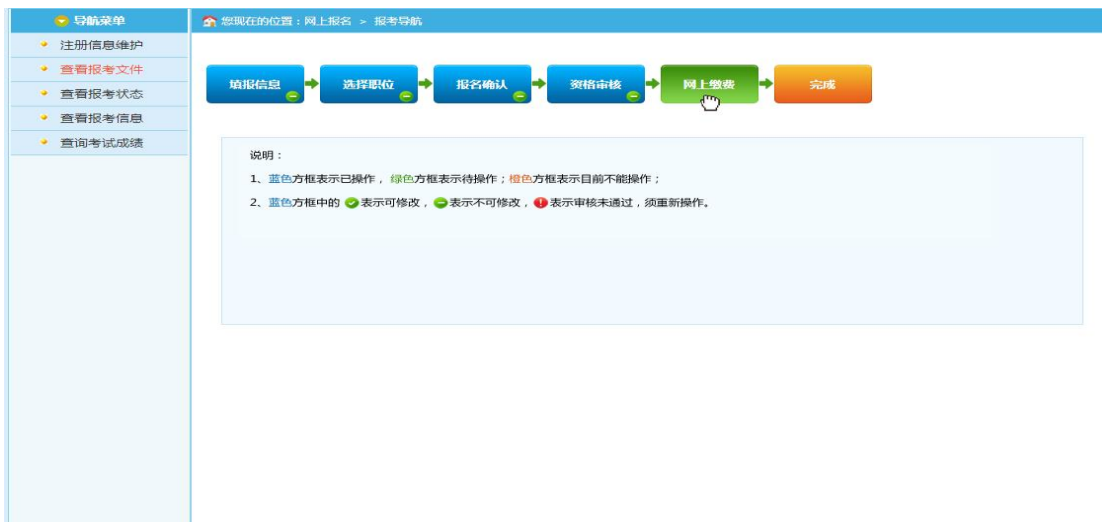 导航菜单
注册信息维护
查看报考文件
查看报考状态
查看报考信息
查询考试成绩
您现在的位置：网上报名 > 报考导航
填报信息
选择职位
报名确认
资格审核
网上缴费
完成
说明：
1、蓝色方框表示已操作，绿色方框表示待操作；橙色方框表示目前不能操作；
2、蓝色方框中的 表示可修改， 表示不可修改， 表示审核未通过，须重新操作。